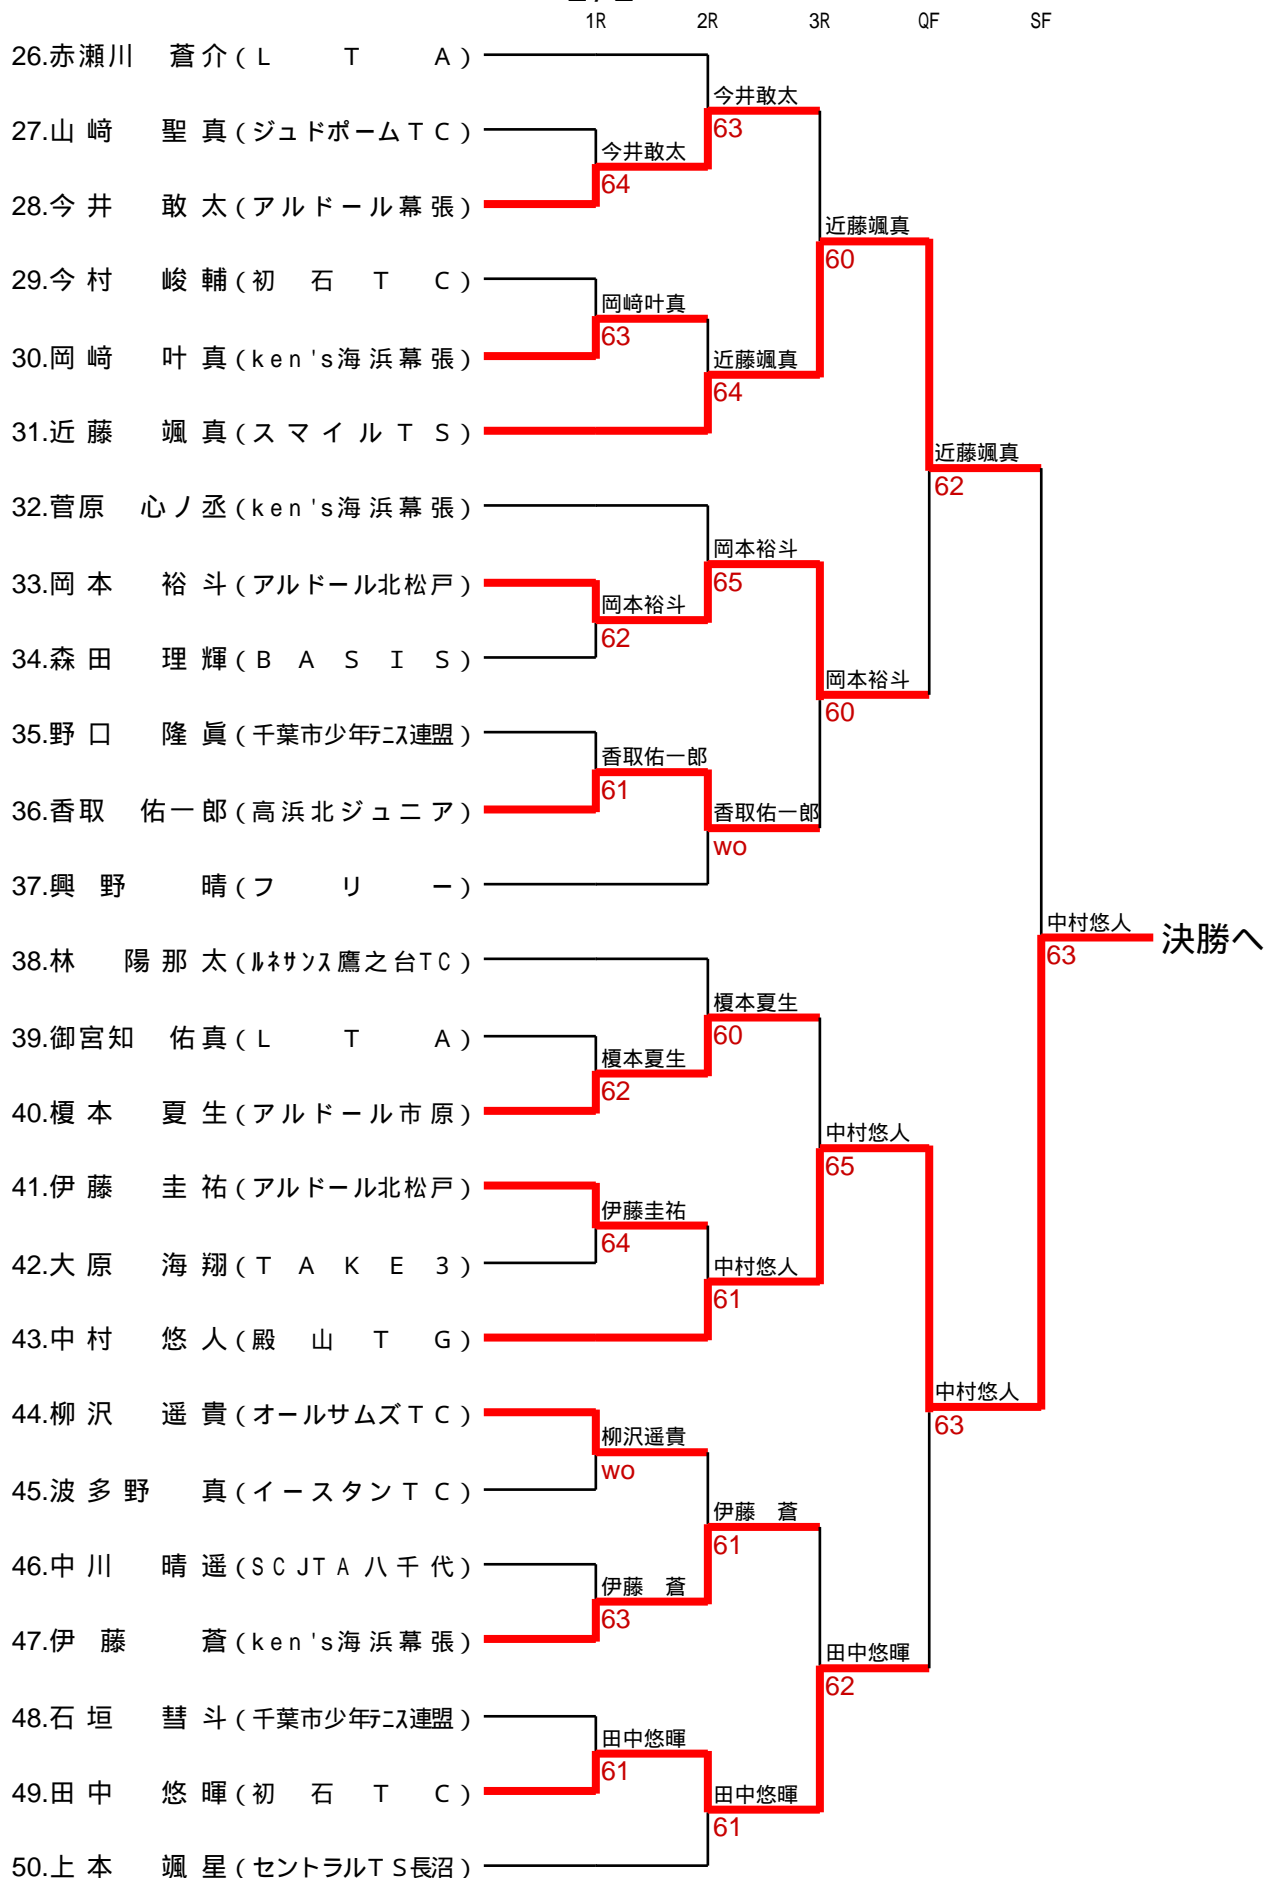 1R 2R 3R QF SF
26.赤瀬川 蒼介(L T A)
今井敢太
63
27.山﨑 聖真(ジュドポームTC)
今井敢太
64
28.今井 敢太(アルドール幕張)
近藤颯真
60
29.今村 峻輔(初石TC)
岡﨑叶真
63
30.岡﨑 叶真(ken's海浜幕張)
近藤颯真
64
31.近藤 颯真(スマイルTS)
近藤颯真
62
32.菅原 心ノ丞(ken's海浜幕張)
岡本裕斗
65
33.岡本 裕斗(アルドール北松戸)
岡本裕斗
62
34.森田 理輝(BASIS)
岡本裕斗
60
35.野口 隆眞(千葉市少年テニス連盟)
香取佑一郎
61
36.香取 佑一郎(高浜北ジュニア)
香取佑一郎
wo
37.興野 晴(フリー)
中村悠人
63
決勝へ
38.林 陽那太(ルネサンス鷹之台TC)
榎本夏生
60
39.御宮知 佑真(L T A)
榎本夏生
62
40.榎本 夏生(アルドール市原)
中村悠人
65
41.伊藤 圭祐(アルドール北松戸)
伊藤圭祐
64
42.大原 海翔(TAKE3)
中村悠人
61
43.中村 悠人(殿山TG)
中村悠人
63
44.柳沢 遥貴(オールサムズTC)
柳沢遥貴
wo
45.波多野 真(イースタンTC)
伊藤 蒼
61
46.中川 晴遥(SCJTA八千代)
伊藤 蒼
63
47.伊藤 蒼(ken's海浜幕張)
田中悠暉
62
48.石垣 彗斗(千葉市少年テニス連盟)
田中悠暉
61
49.田中 悠暉(初石TC)
田中悠暉
61
50.上本 颯星(セントラルTS長沼)